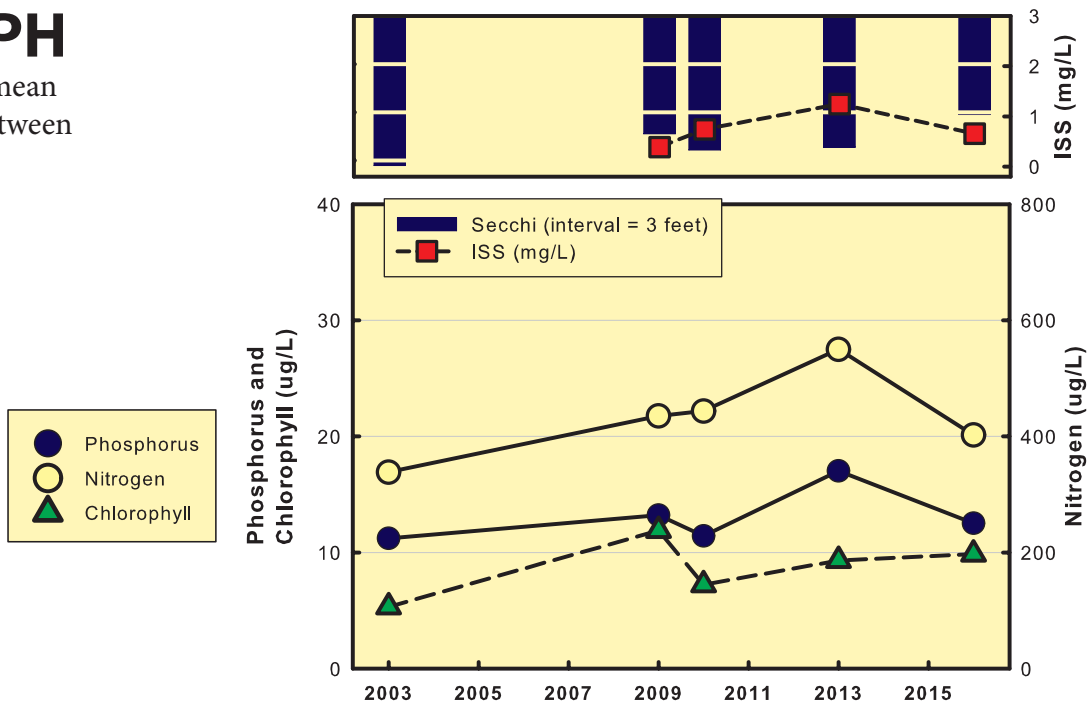 PH
mean
tween
3
2
1
0
ISS (mg/L)
Secchi (interval = 3 feet)
ISS (mg/L)
40
30
20
10
0
Phosphorus and
Chlorophyll (ug/L)
800
600
400
200
0
Nitrogen (ug/L)
Phosphorus
Nitrogen
Chlorophyll
2003 2005 2007 2009 2011 2013 2015